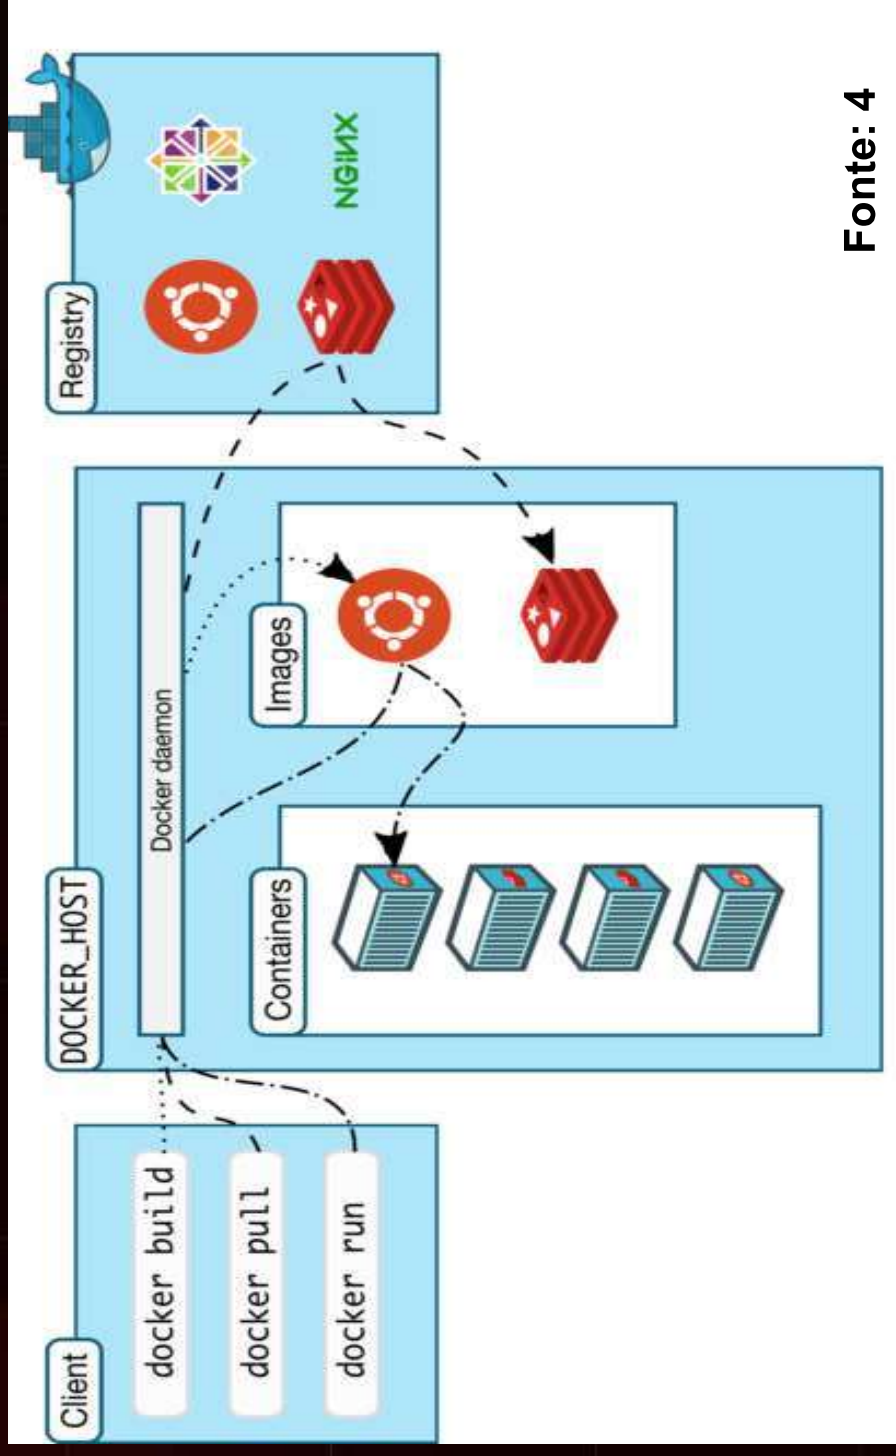 Client
docker build
docker pull
docker run
DOCKER_HOST
Docker daemon
Containers
Images
Registry
NGINX
Fonte: 4